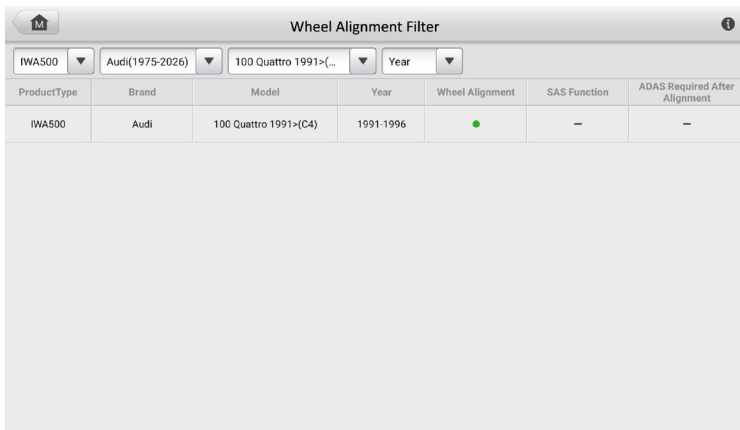 M
Wheel Alignment Filter
i
IWA500 Audi(1975-2026) 100 Quattro 1991>(... Year
ProductType Brand Model Year Wheel Alignment SAS Function ADAS Required After
Alignment
IWA500 Audi 100 Quattro 1991>(C4) 1991-1996 — —